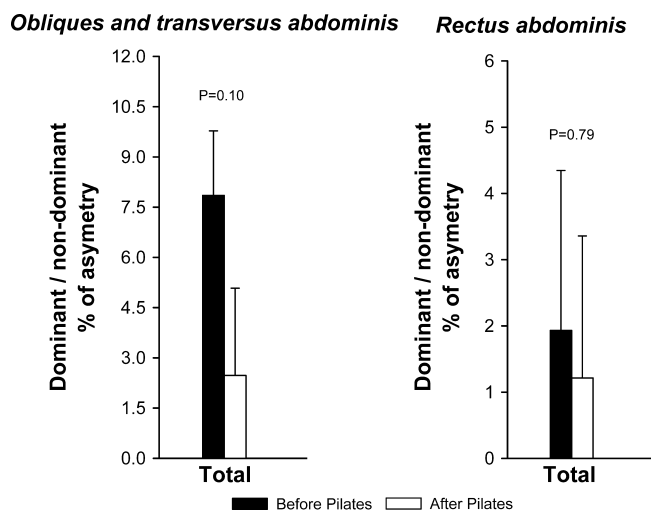 Obliques and transversus abdominis
Rectus abdominis
Dominant / non-dominant
% of asymetry
12.0
10.5
9.0
7.5
6.0
4.5
3.0
1.5
0.0
P=0.10
Total
Dominant / non-dominant
% of asymetry
6
5
4
3
2
1
0
P=0.79
Total
Before Pilates
After Pilates